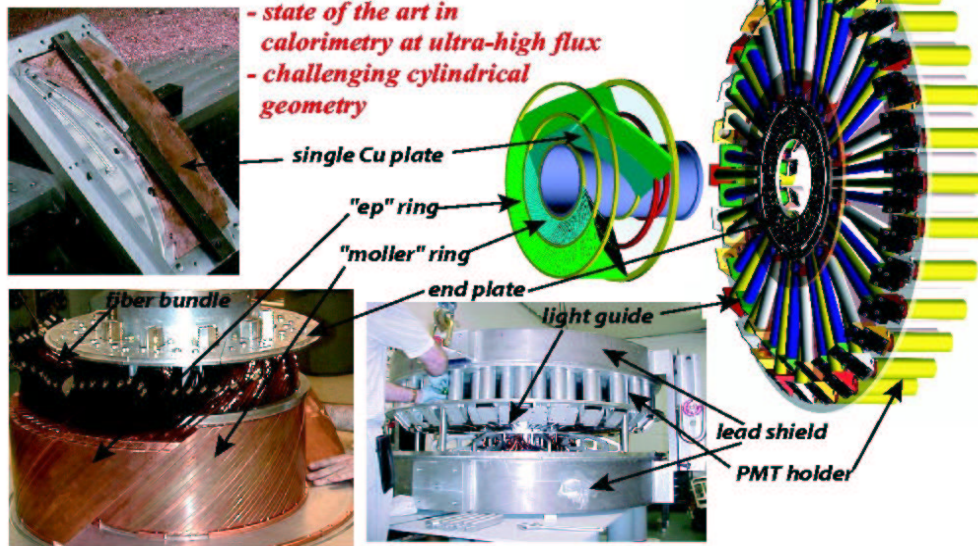 - state of the art in
calorimetry at ultra-high flux
- challenging cylindrical
geometry
single Cu plate
"ep" ring
"moller" ring
end plate
fiber bundle
light guide
lead shield
PMT holder